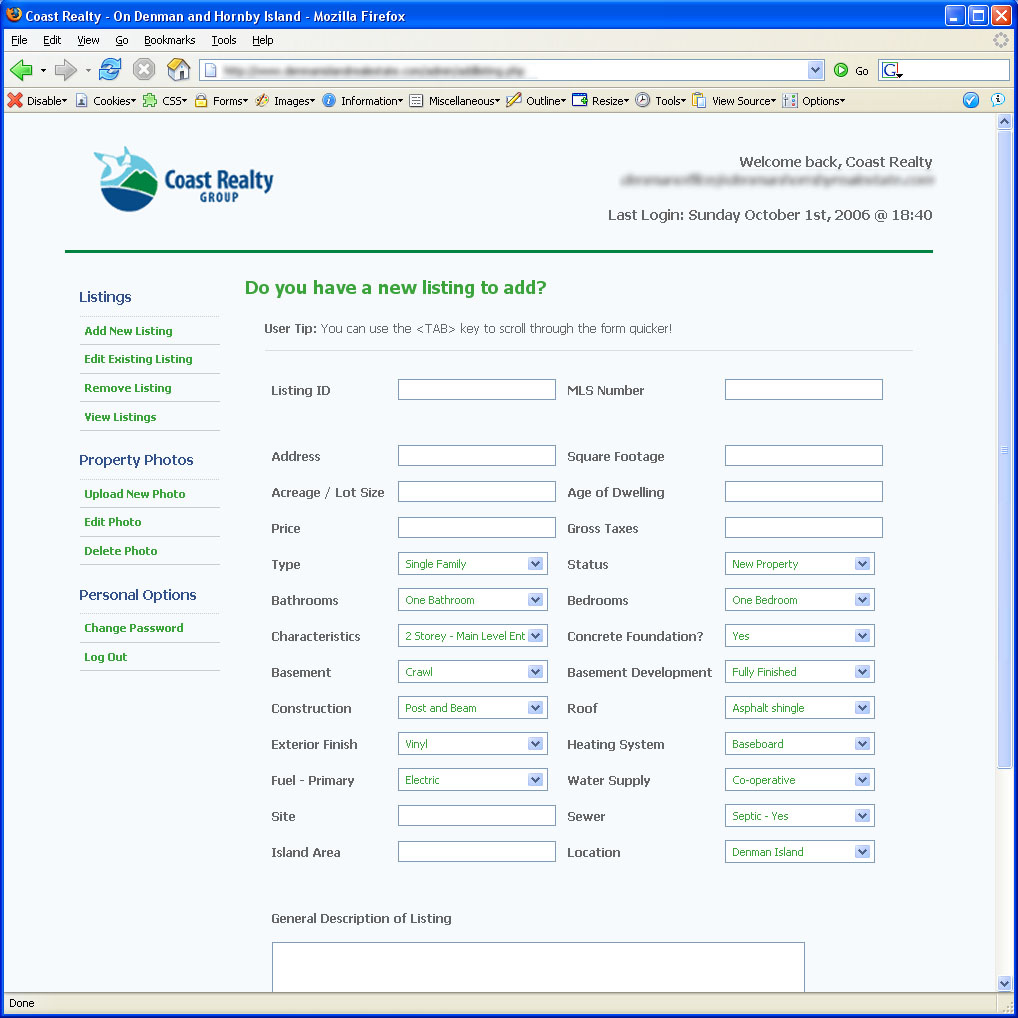 Coast Realty - On Denman and Hornby Island - Mozilla Firefox
File Edit View Go Bookmarks Tools Help
Go G
Disable Cookies CSS Forms Images Information Miscellaneous Outline Resize Tools View Source Options
Coast Realty
GROUP
Welcome back, Coast Realty
Last Login: Sunday October 1st, 2006 @ 18:40
Listings
Add New Listing
Edit Existing Listing
Remove Listing
View Listings
Property Photos
Upload New Photo
Edit Photo
Delete Photo
Personal Options
Change Password
Log Out
Do you have a new listing to add?
User Tip: You can use the <TAB> key to scroll through the form quicker!
Listing ID MLS Number
Address Square Footage
Acreage / Lot Size Age of Dwelling
Price Gross Taxes
Type Single Family Status New Property
Bathrooms One Bathroom Bedrooms One Bedroom
Characteristics 2 Storey - Main Level Ent Concrete Foundation? Yes
Basement Crawl Basement Development Fully Finished
Construction Post and Beam Roof Asphalt shingle
Exterior Finish Vinyl Heating System Baseboard
Fuel - Primary Electric Water Supply Co-operative
Site Sewer Septic - Yes
Island Area Location Denman Island
General Description of Listing
Done